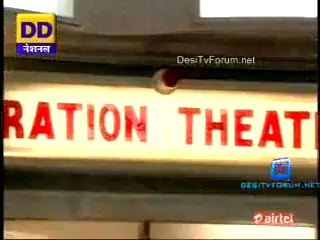 DD
नेशनल
DesiTvForum.net
RATION THEAT
DESITVFORUM.NET
airtel